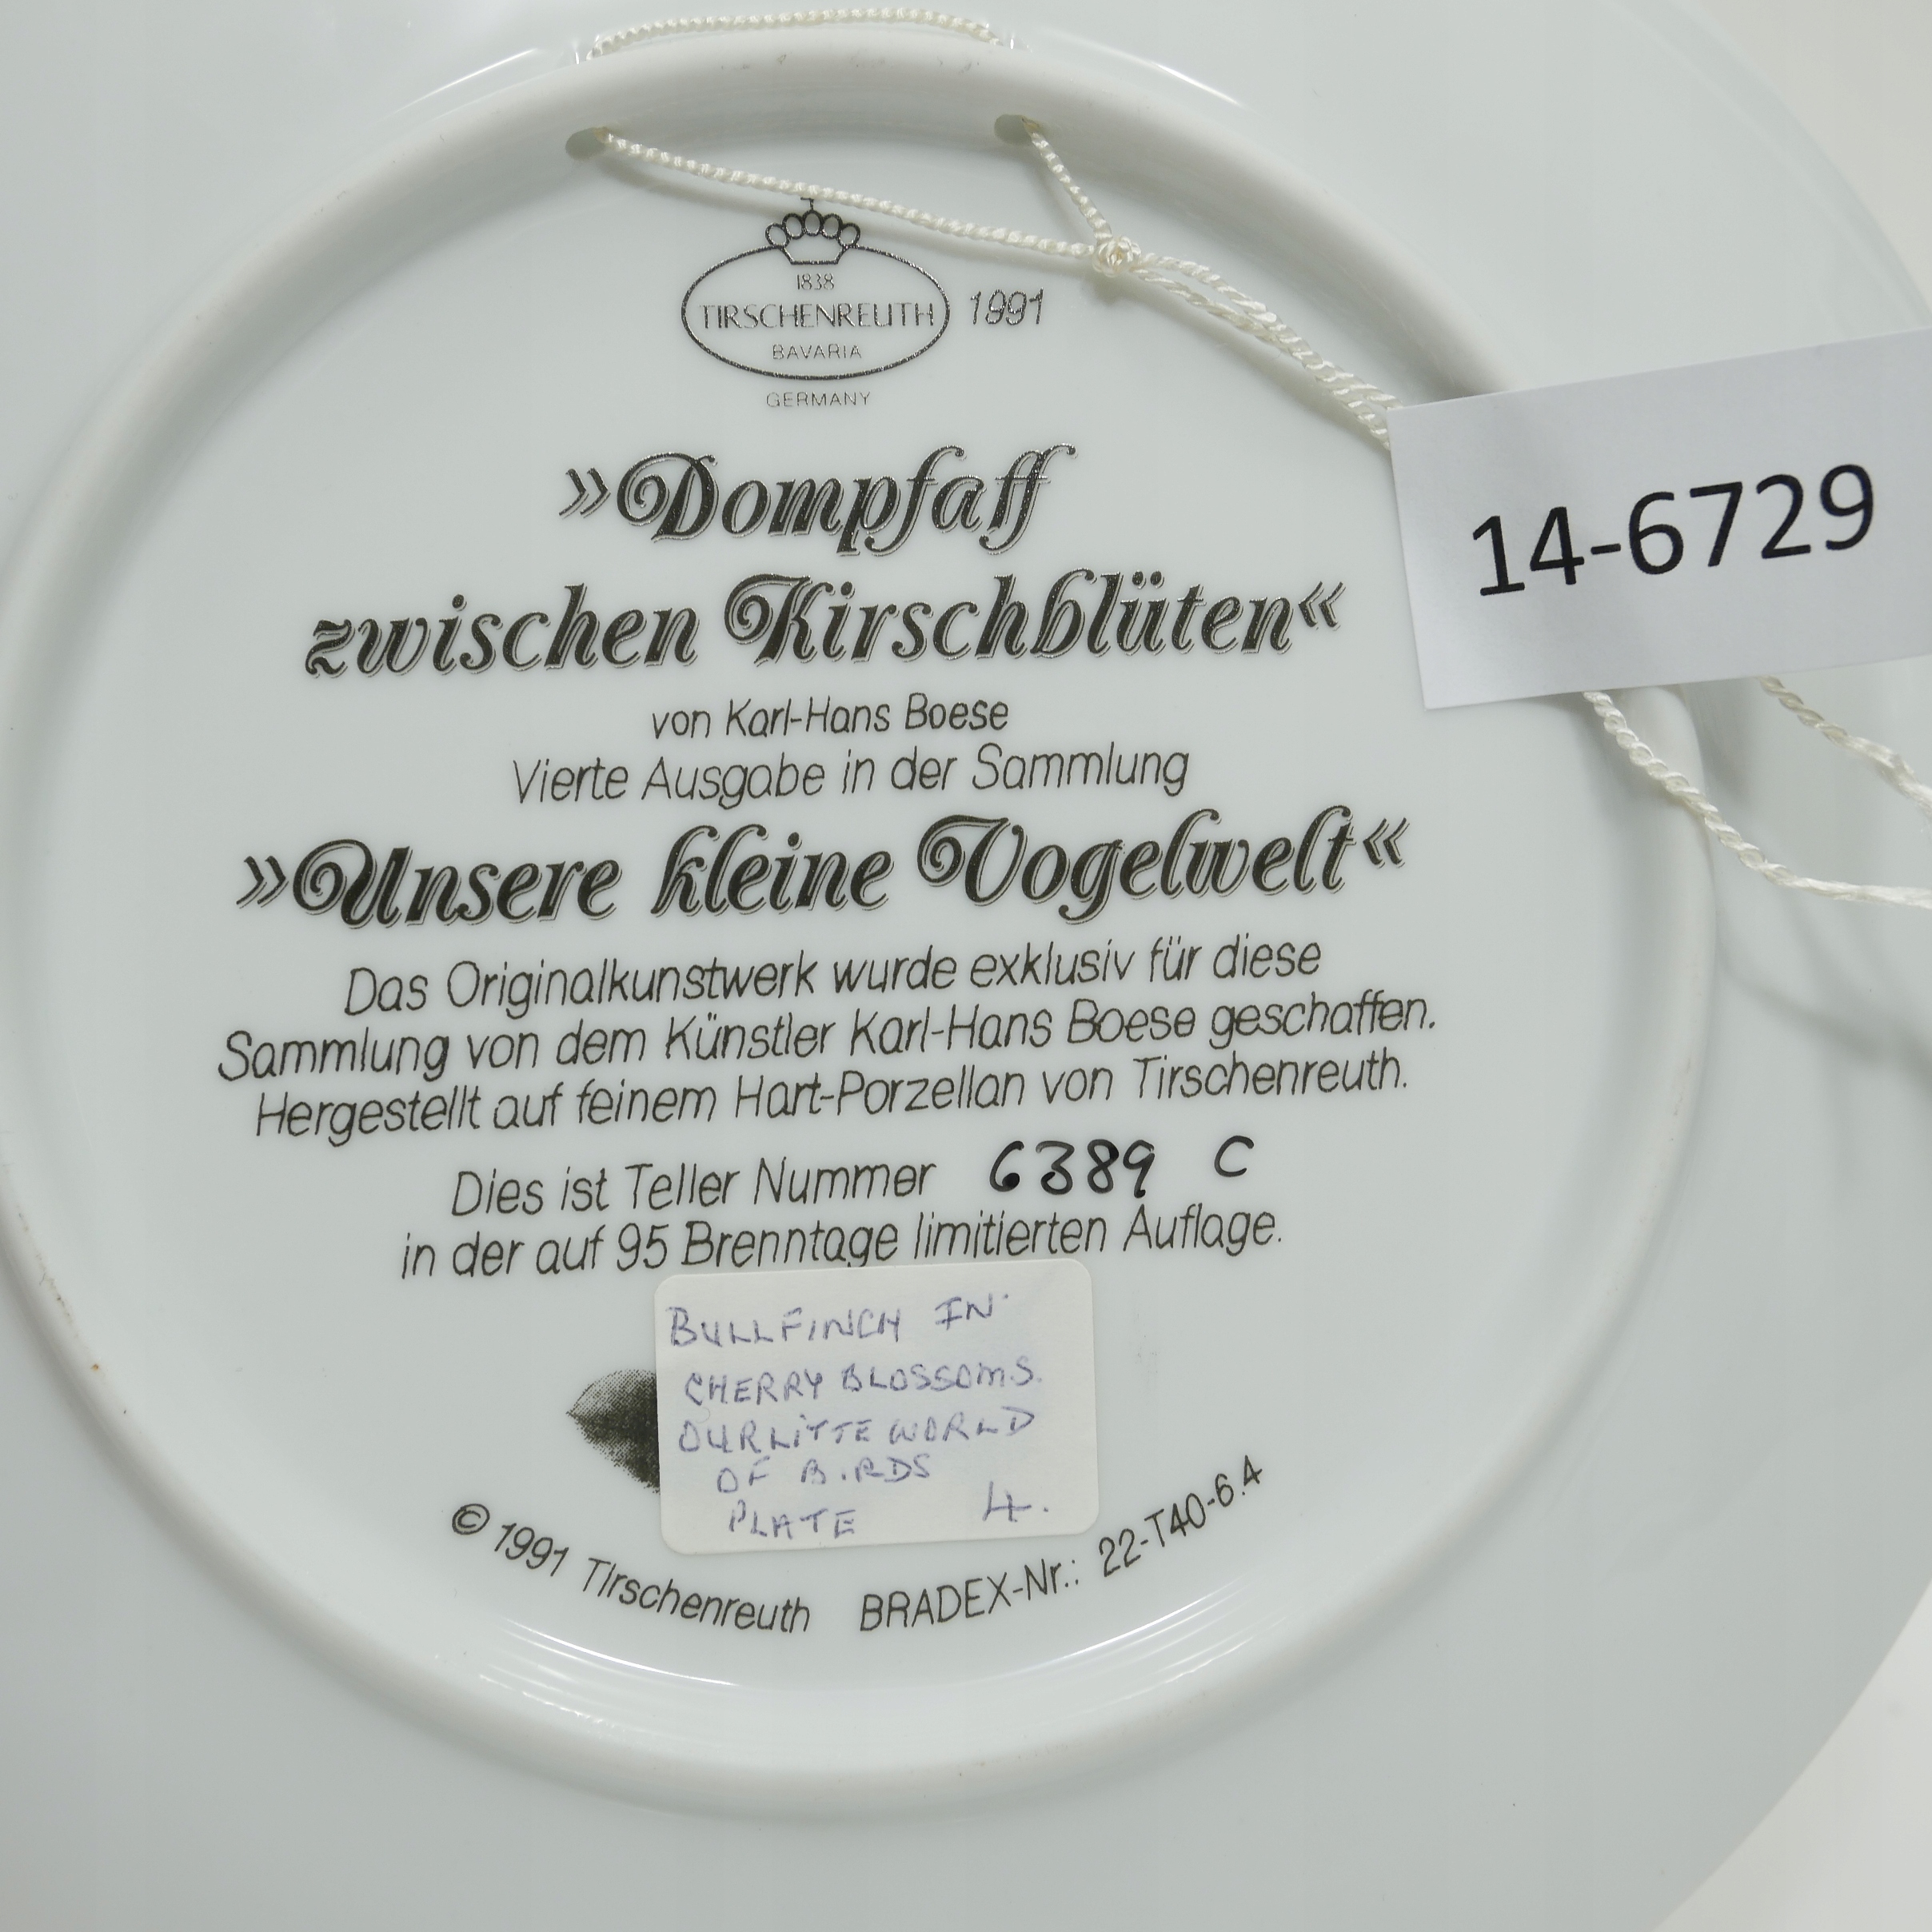 1838
TIRSCHENREUTH 1991
BAVARIA
GERMANY
»Dompfaff
zwischen Kirschblüten«
von Karl-Hans Boese
Vierte Ausgabe in der Sammlung
»Unsere kleine Vogelwelt«
Das Originalkunstwerk wurde exklusiv für diese
Sammlung von dem Künstler Karl-Hans Boese geschaffen.
Hergestellt auf feinem Hart-Porzellan von Tirschenreuth.
Dies ist Teller Nummer 6389 C
in der auf 95 Brenntage limitierten Auflage.
BULLFINCH IN
CHERRY BLOSSOMS.
OUR LITTE WORLD
OF BIRDS
PLATE 4.
© 1991 Tirschenreuth BRADEX-Nr.: 22-T40-6.4
14-6729